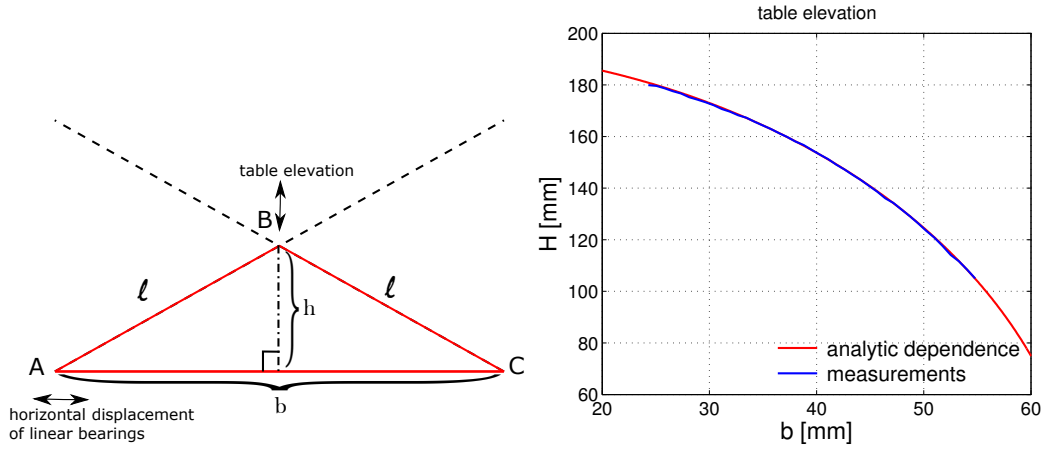 table elevation
B
ℓ
ℓ
h
A
C
b
horizontal displacement
of linear bearings
table elevation
H [mm]
200
180
160
140
120
100
80
60
analytic dependence
measurements
20
30
40
50
60
b [mm]